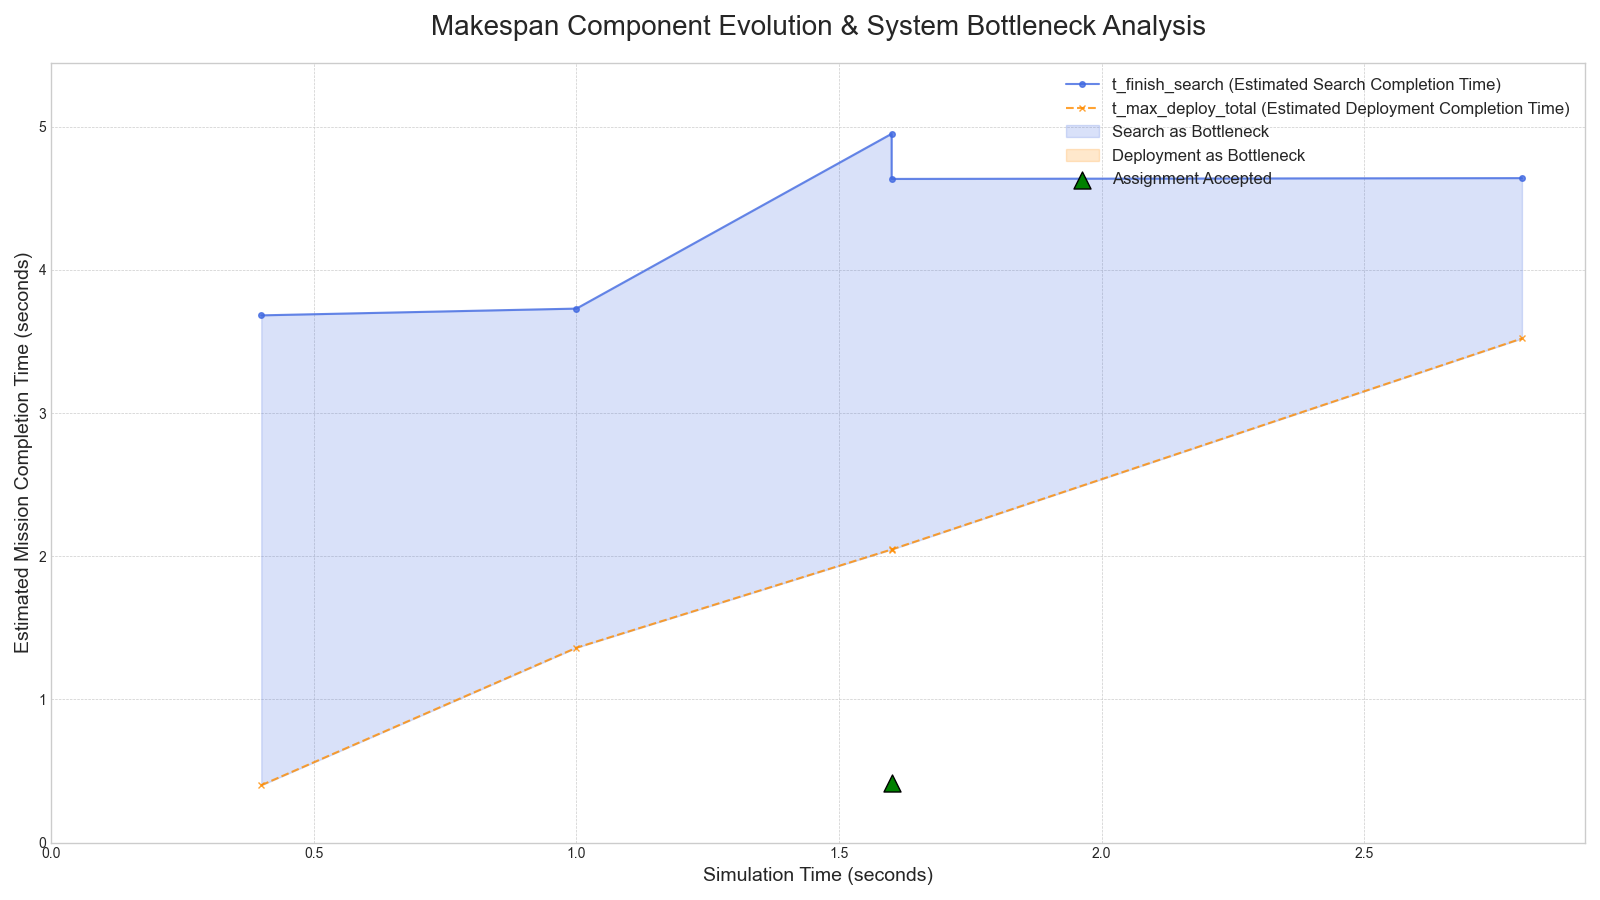 Makespan Component Evolution & System Bottleneck Analysis
t_finish_search (Estimated Search Completion Time)
t_max_deploy_total (Estimated Deployment Completion Time)
Search as Bottleneck
Deployment as Bottleneck
Assignment Accepted
Estimated Mission Completion Time (seconds)
5
4
3
2
1
0
0.0 0.5 1.0 1.5 2.0 2.5
Simulation Time (seconds)